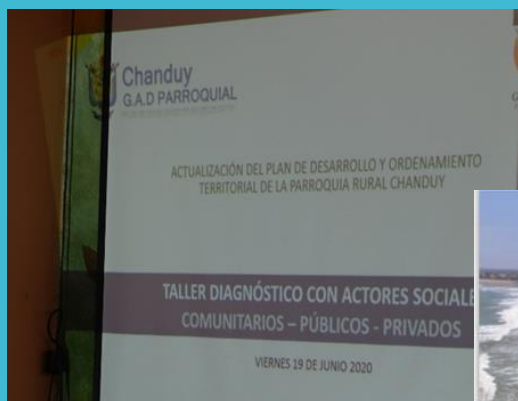 Chanduy
G.A.D PARROQUIAL
ACTUALIZACIÓN DEL PLAN DE DESARROLLO Y ORDENAMIENTO
TERRITORIAL DE LA PARROQUIA RURAL CHANDUY
TALLER DIAGNÓSTICO CON ACTORES SOCIALE
COMUNITARIOS – PÚBLICOS - PRIVADOS
VIERNES 19 DE JUNIO 2020